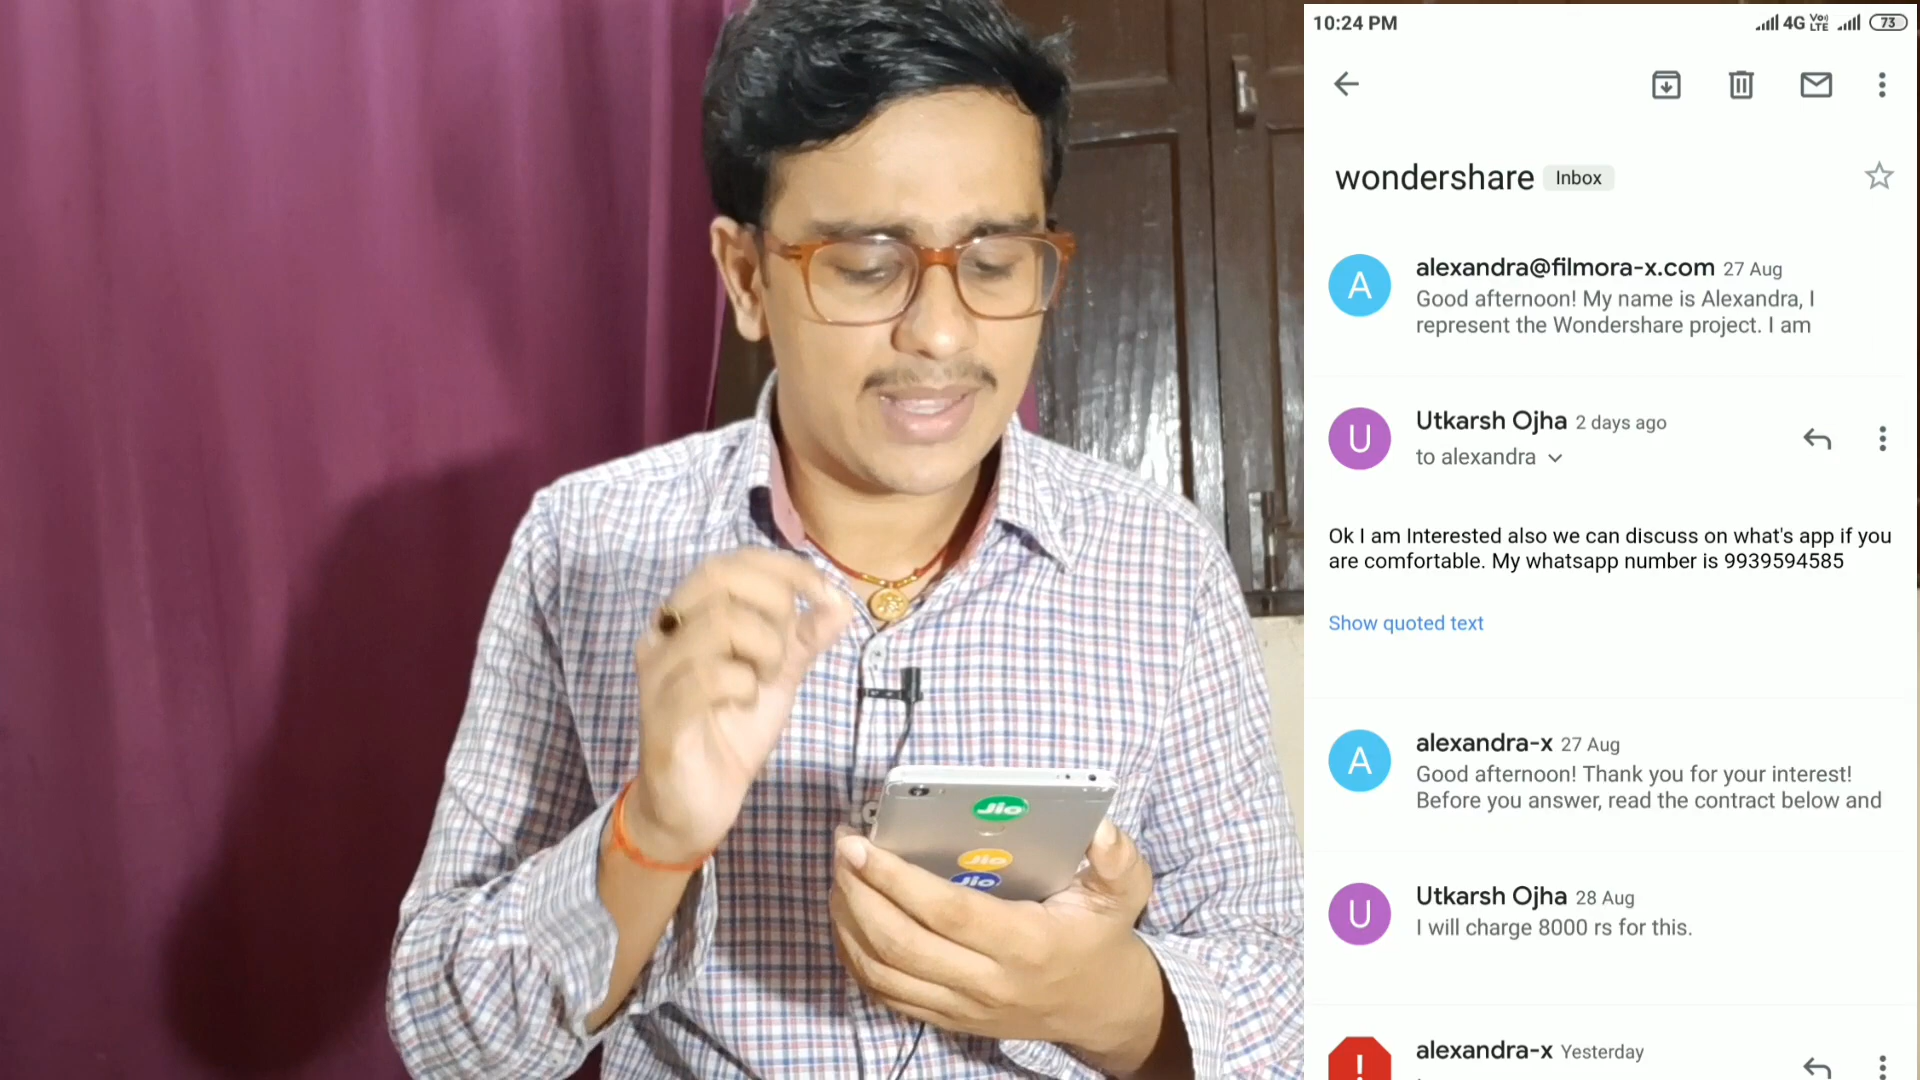 10:24 PM
4G Vo) LTE 73
wondershare Inbox
A
alexandra@filmora-x.com 27 Aug
Good afternoon! My name is Alexandra, I
represent the Wondershare project. I am
U
Utkarsh Ojha 2 days ago
to alexandra
Ok I am Interested also we can discuss on what's app if you
are comfortable. My whatsapp number is 9939594585
Show quoted text
A
alexandra-x 27 Aug
Good afternoon! Thank you for your interest!
Before you answer, read the contract below and
U
Utkarsh Ojha 28 Aug
I will charge 8000 rs for this.
!
alexandra-x Yesterday
Jio
Jio
Jio